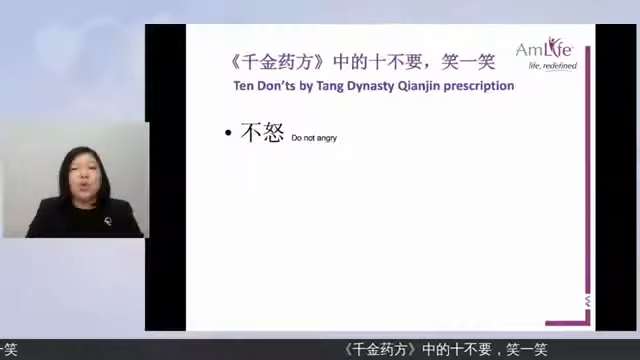 《千金药方》中的十不要，笑一笑
AmLife
life, redefined
Ten Don'ts by Tang Dynasty Qianjin prescription
• 不怒 Do not angry
一笑
《千金药方》中的十不要，笑一笑